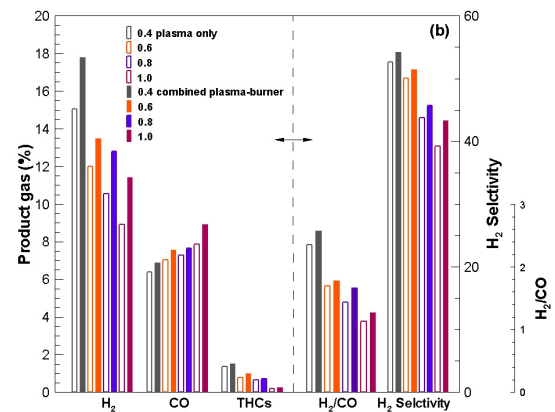 20
18
16
14
12
10
8
6
4
2
0
Product gas (%)
0.4 plasma only
0.6
0.8
1.0
0.4 combined plasma-burner
0.6
0.8
1.0
(b)
H₂
CO
THCs
H₂/CO
H₂ Selctivity
60
40
20
0
H₂ Selctivity
3
2
1
0
H₂/CO